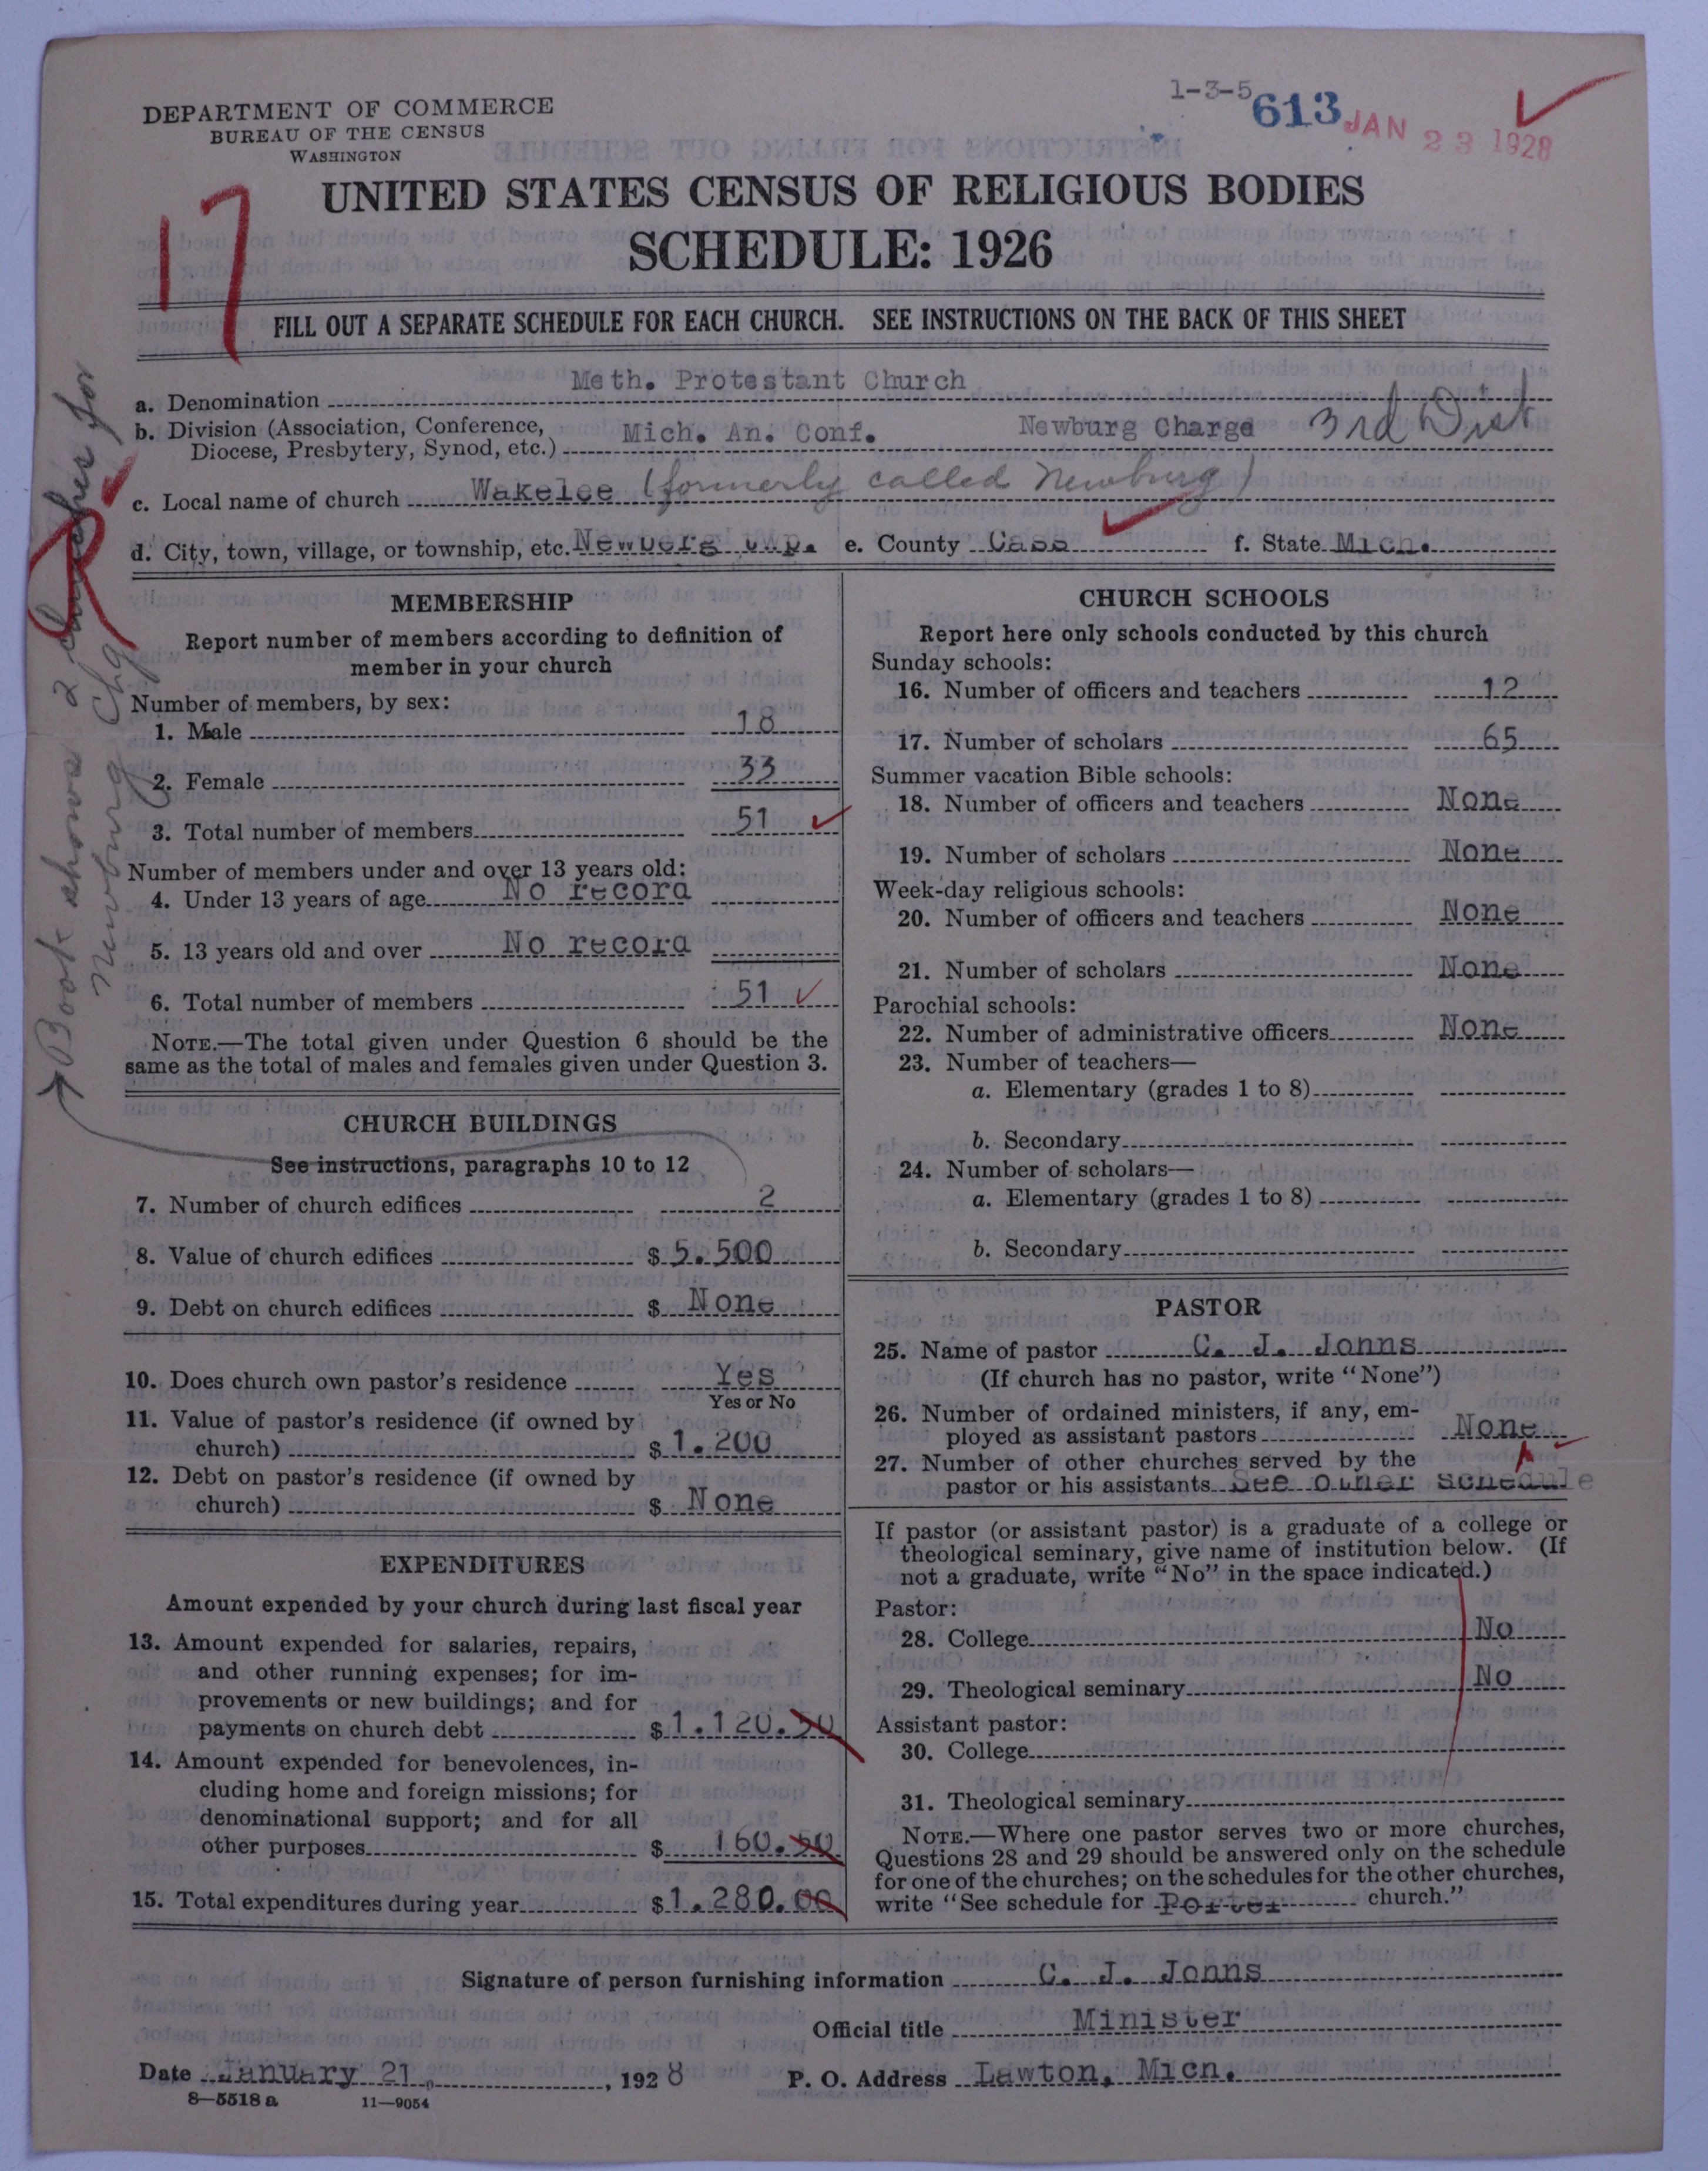 DEPARTMENT OF COMMERCE
BUREAU OF THE CENSUS
WASHINGTON
1-3-5
613
JAN 23 1928
17
UNITED STATES CENSUS OF RELIGIOUS BODIES
SCHEDULE: 1926
FILL OUT A SEPARATE SCHEDULE FOR EACH CHURCH. SEE INSTRUCTIONS ON THE BACK OF THIS SHEET
a. Denomination Meth. Protestant Church
b. Division (Association, Conference, Diocese, Presbytery, Synod, etc.) Mich. An. Conf. Newburg Charge 3rd Dist
c. Local name of church Wakelee (formerly called Newburg)
d. City, town, village, or township, etc. Newberg twp. e. County Cass f. State Mich.
Book shows 2 churches for
Newburg Chg
R
MEMBERSHIP
Report number of members according to definition of
member in your church
Number of members, by sex:
1. Male 18
2. Female 33
3. Total number of members 51
Number of members under and over 13 years old:
4. Under 13 years of age No record
5. 13 years old and over No record
6. Total number of members 51
NOTE.—The total given under Question 6 should be the
same as the total of males and females given under Question 3.
CHURCH BUILDINGS
See instructions, paragraphs 10 to 12
7. Number of church edifices 2
8. Value of church edifices $ 5.500
9. Debt on church edifices $ None
10. Does church own pastor's residence Yes
Yes or No
11. Value of pastor's residence (if owned by
church) $ 1.200
12. Debt on pastor's residence (if owned by
church) $ None
EXPENDITURES
Amount expended by your church during last fiscal year
13. Amount expended for salaries, repairs,
and other running expenses; for im-
provements or new buildings; and for
payments on church debt $ 1.120.50
14. Amount expended for benevolences, in-
cluding home and foreign missions; for
denominational support; and for all
other purposes $ 160.50
15. Total expenditures during year $ 1.280.00
CHURCH SCHOOLS
Report here only schools conducted by this church
Sunday schools:
16. Number of officers and teachers 12
17. Number of scholars 65
Summer vacation Bible schools:
18. Number of officers and teachers None
19. Number of scholars None
Week-day religious schools:
20. Number of officers and teachers None
21. Number of scholars None
Parochial schools:
22. Number of administrative officers None
23. Number of teachers—
a. Elementary (grades 1 to 8)
b. Secondary
24. Number of scholars—
a. Elementary (grades 1 to 8)
b. Secondary
PASTOR
25. Name of pastor C. J. Johns
(If church has no pastor, write "None")
26. Number of ordained ministers, if any, em-
ployed as assistant pastors None
27. Number of other churches served by the
pastor or his assistants See other schedule
If pastor (or assistant pastor) is a graduate of a college or
theological seminary, give name of institution below. (If
not a graduate, write "No" in the space indicated.)
Pastor:
28. College No
29. Theological seminary No
Assistant pastor:
30. College
31. Theological seminary
NOTE.—Where one pastor serves two or more churches,
Questions 28 and 29 should be answered only on the schedule
for one of the churches; on the schedules for the other churches,
write "See schedule for Porter church."
Signature of person furnishing information C. J. Johns
Official title Minister
Date January 21, 1928 P. O. Address Lawton, Mich.
8—5518 a 11—9054